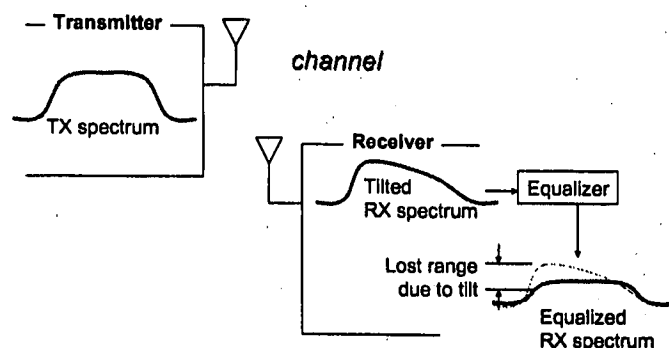 Transmitter
TX spectrum
channel
Receiver
Tilted
RX spectrum
Equalizer
Lost range
due to tilt
Equalized
RX spectrum